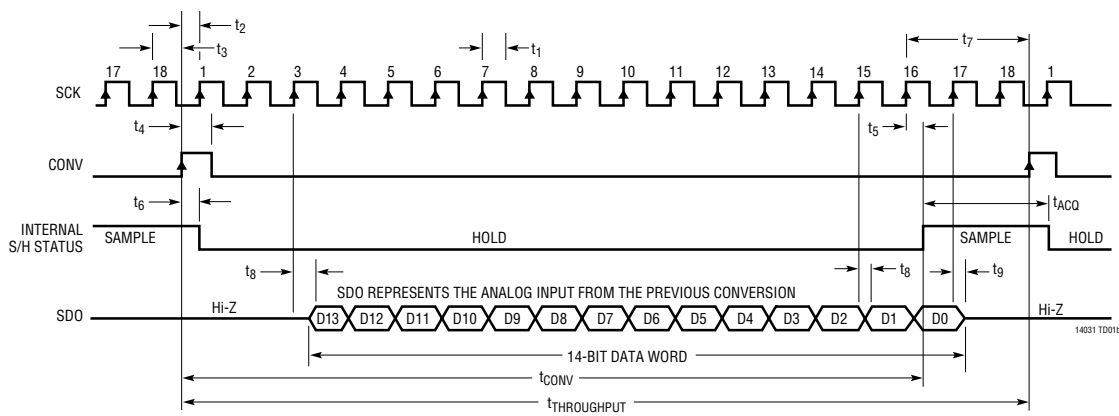 t2
t3
t1
t7
17 18 1 2 3 4 5 6 7 8 9 10 11 12 13 14 15 16 17 18 1
SCK
t4
t5
CONV
t6
tACQ
INTERNAL
S/H STATUS
SAMPLE HOLD SAMPLE HOLD
t8 t8 t9
SDO REPRESENTS THE ANALOG INPUT FROM THE PREVIOUS CONVERSION
Hi-Z Hi-Z
SDO D13 D12 D11 D10 D9 D8 D7 D6 D5 D4 D3 D2 D1 D0
14031 TD01b
14-BIT DATA WORD
tCONV
tTHROUGHPUT